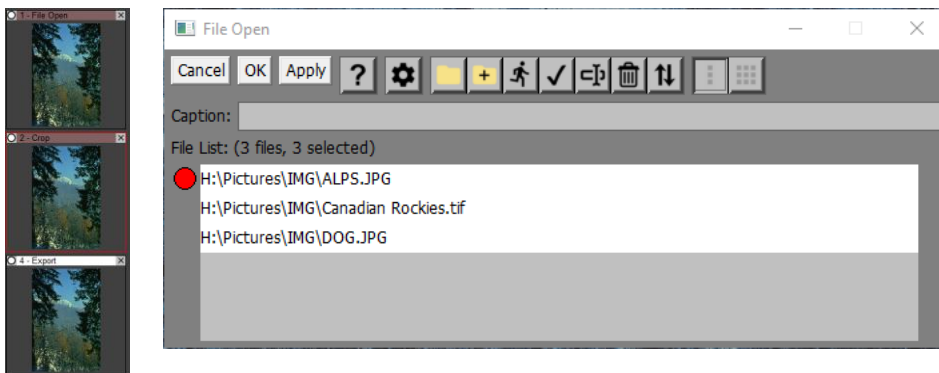 1 - File Open
2 - Crop
4 - Export
File Open
Cancel OK Apply ?
Caption:
File List: (3 files, 3 selected)
H:\Pictures\IMG\ALPS.JPG
H:\Pictures\IMG\Canadian Rockies.tif
H:\Pictures\IMG\DOG.JPG